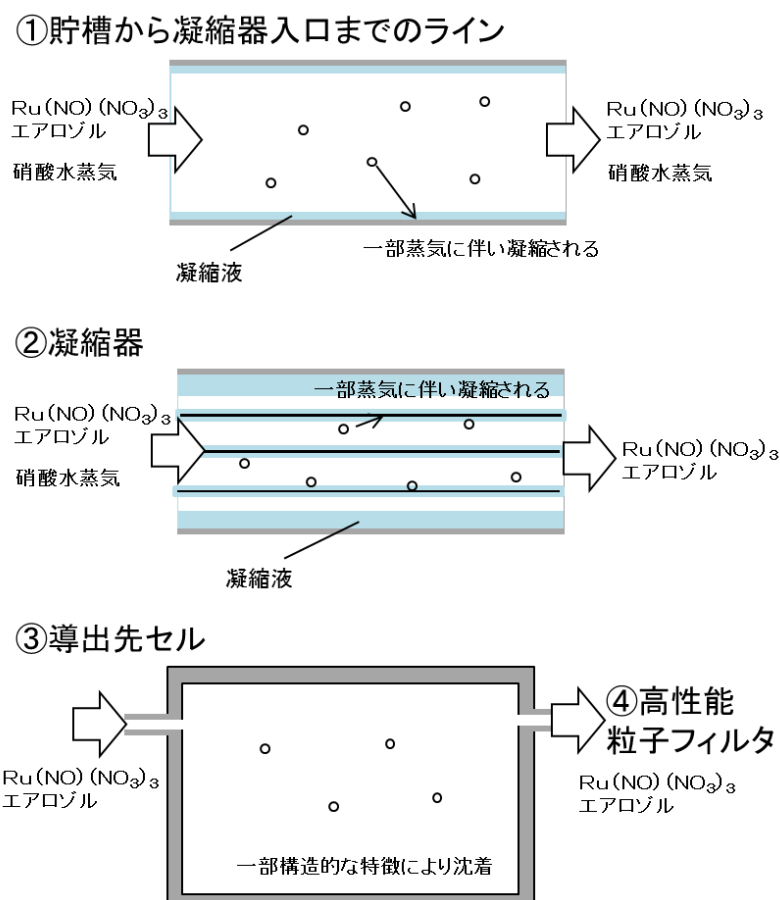 ①貯槽から凝縮器入口までのライン
Ru(NO)(NO₃)₃
エアロゾル
硝酸水蒸気
Ru(NO)(NO₃)₃
エアロゾル
硝酸水蒸気
一部蒸気に伴い凝縮される
凝縮液
②凝縮器
一部蒸気に伴い凝縮される
Ru(NO)(NO₃)₃
エアロゾル
硝酸水蒸気
Ru(NO)(NO₃)₃
エアロゾル
凝縮液
③導出先セル
④高性能
粒子フィルタ
Ru(NO)(NO₃)₃
エアロゾル
Ru(NO)(NO₃)₃
エアロゾル
一部構造的な特徴により沈着